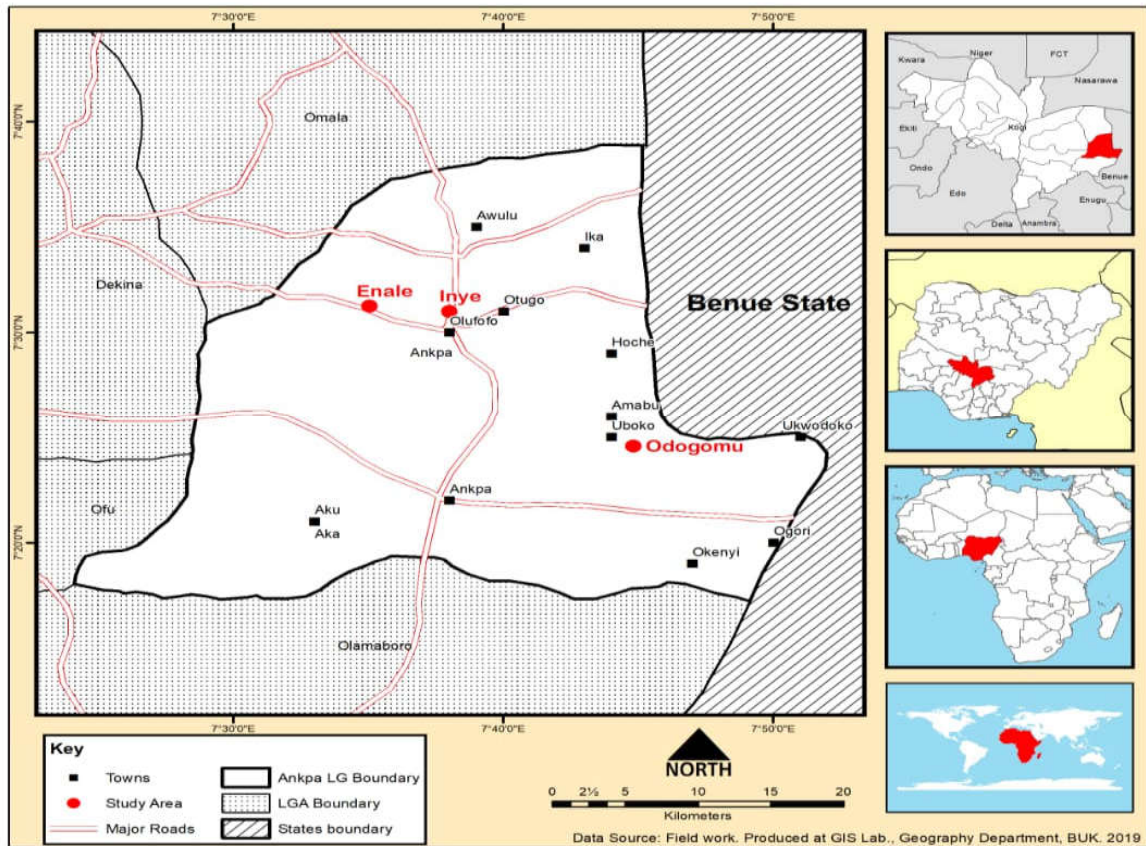 7°30'0"E
7°40'0"E
7°50'0"E
7°40'0"N
7°30'0"N
7°20'0"N
Omala
Awulu
Ika
Dekina
Enale
Inye
Otugo
Olufofo
Ankpa
Hoche
Benue State
Amabu
Uboko
Odogomu
Ukwodoko
Ankpa
Ofu
Aku
Aka
Ogori
Okenyi
Olamaboro
7°30'0"E
7°40'0"E
7°50'0"E
Niger
FCT
Kwara
Nasarawa
Ekiti
Kogi
Ondo
Benue
Edo
Enugu
Delta
Anambra
Key
Towns
Study Area
Major Roads
Ankpa LG Boundary
LGA Boundary
States boundary
NORTH
0 2½ 5 10 15 20
Kilometers
Data Source: Field work. Produced at GIS Lab., Geography Department, BUK. 2019